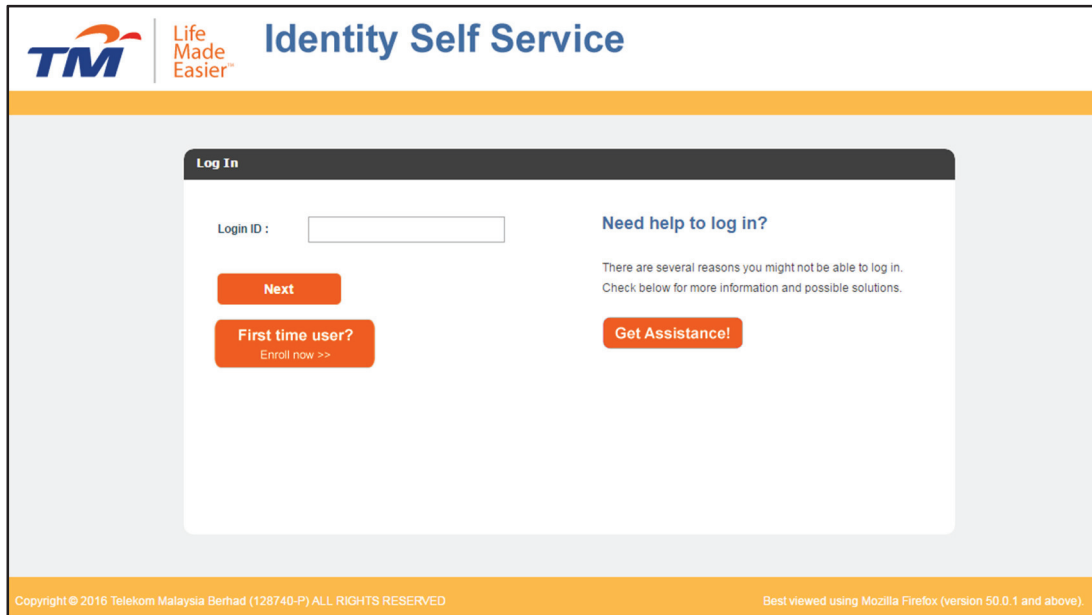 TM
Life
Made
Easier™
Identity Self Service
Log In
Login ID :
Next
First time user?
Enroll now >>
Need help to log in?
There are several reasons you might not be able to log in.
Check below for more information and possible solutions.
Get Assistance!
Copyright © 2016 Telekom Malaysia Berhad (128740-P) ALL RIGHTS RESERVED
Best viewed using Mozilla Firefox (version 50.0.1 and above).